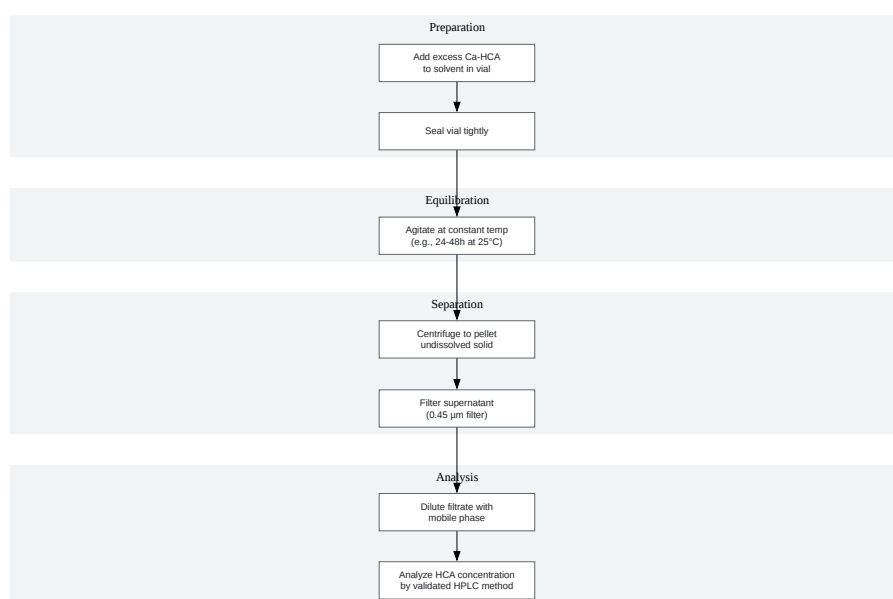 Preparation
Add excess Ca-HCA
to solvent in vial
Seal vial tightly
Equilibration
Agitate at constant temp
(e.g., 24-48h at 25°C)
Separation
Centrifuge to pellet
undissolved solid
Filter supernatant
(0.45 µm filter)
Analysis
Dilute filtrate with
mobile phase
Analyze HCA concentration
by validated HPLC method